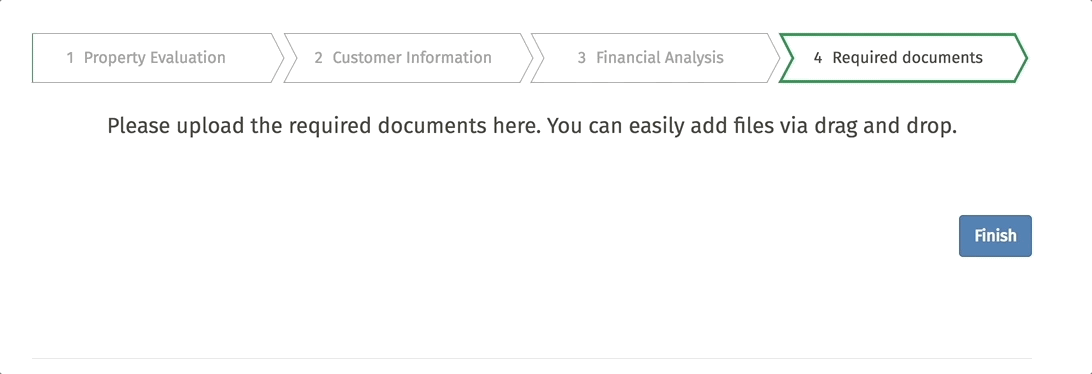 1 Property Evaluation 2 Customer Information 3 Financial Analysis 4 Required documents
Please upload the required documents here. You can easily add files via drag and drop.
Finish